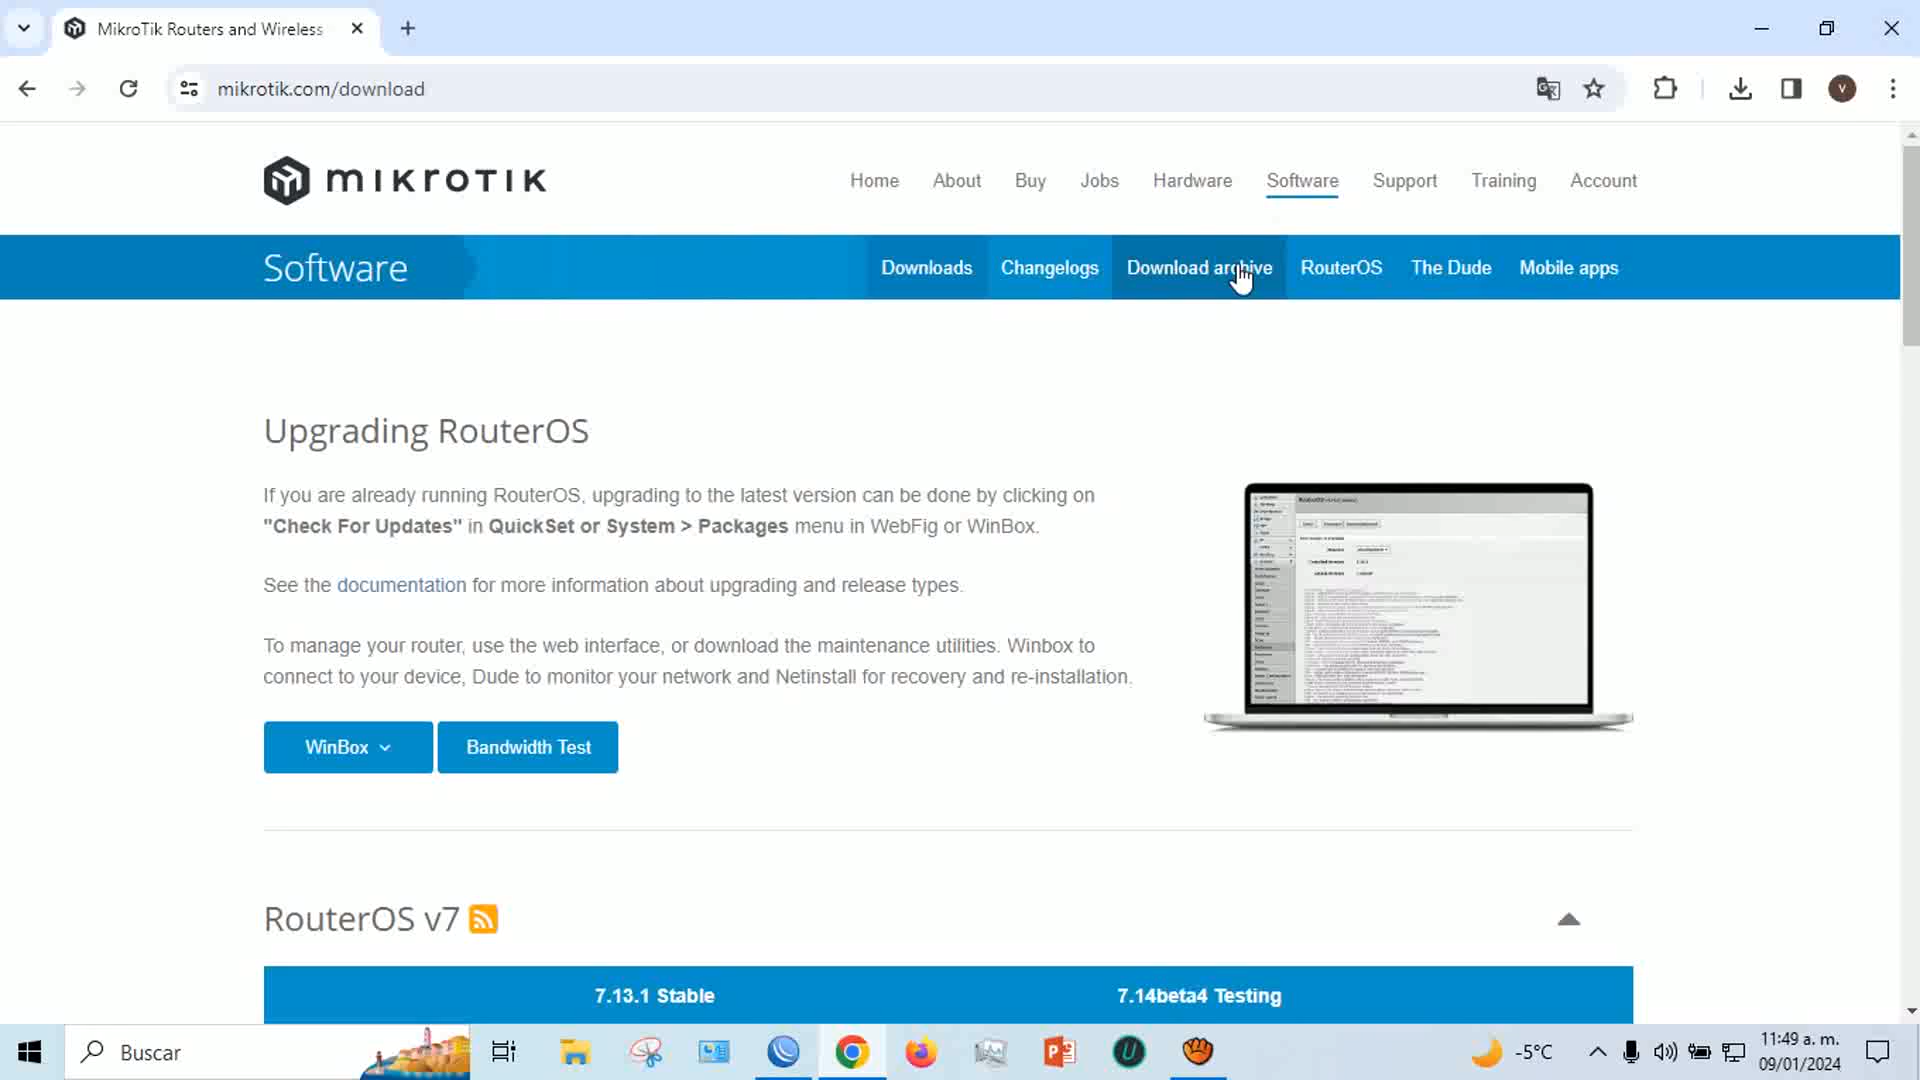 MikroTik Routers and Wireless
mikrotik.com/download
V
MIKROTIK
Home About Buy Jobs Hardware Software Support Training Account
Software
Downloads Changelogs Download archive RouterOS The Dude Mobile apps
Upgrading RouterOS
If you are already running RouterOS, upgrading to the latest version can be done by clicking on
"Check For Updates" in QuickSet or System > Packages menu in WebFig or WinBox.
See the documentation for more information about upgrading and release types.
To manage your router, use the web interface, or download the maintenance utilities. Winbox to
connect to your device, Dude to monitor your network and Netinstall for recovery and re-installation.
WinBox Bandwidth Test
RouterOS v7
7.13.1 Stable 7.14beta4 Testing
Buscar
-5°C
11:49 a. m.
09/01/2024